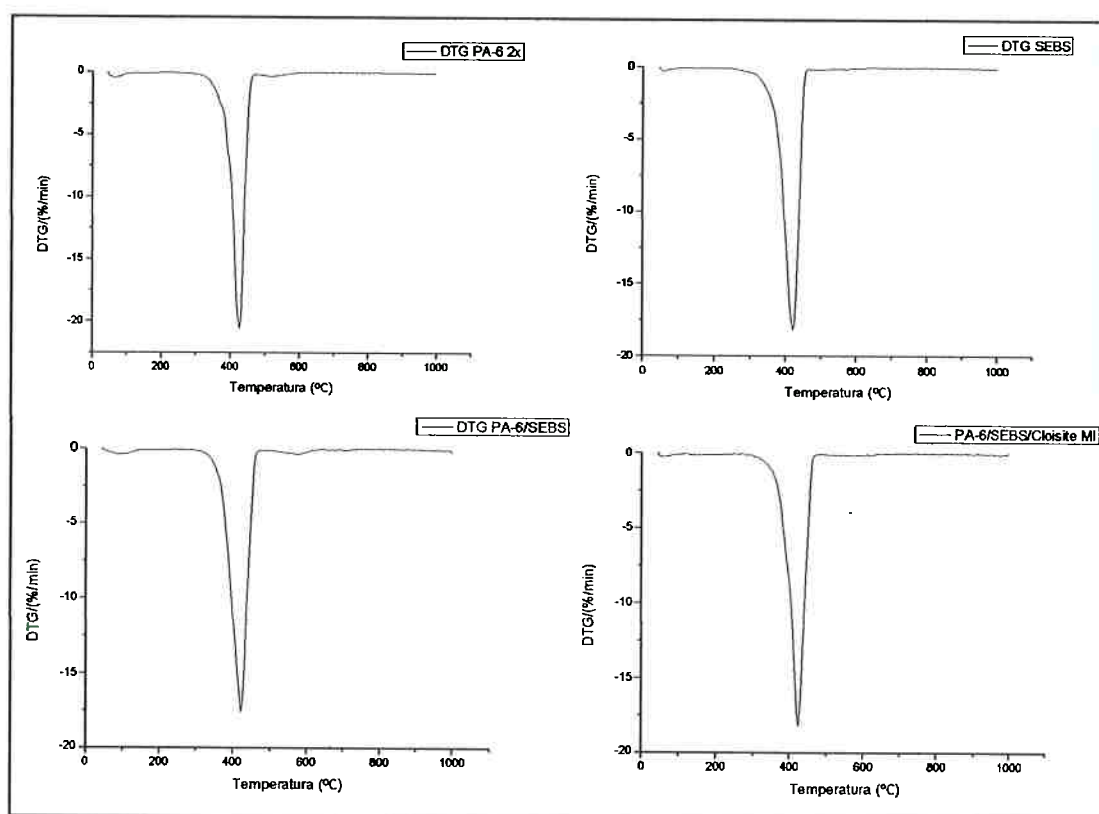 DTG PA-6 2x
0
-5
-10
-15
-20
DTG/(%/min)
0 200 400 600 800 1000
Temperatura (ºC)
DTG SEBS
0
-5
-10
-15
-20
DTG/(%/min)
0 200 400 600 800 1000
Temperatura (ºC)
DTG PA-6/SEBS
0
-5
-10
-15
-20
DTG/(%/min)
0 200 400 600 800 1000
Temperatura (ºC)
PA-6/SEBS/Cloisite MI
0
-5
-10
-15
-20
DTG/(%/min)
0 200 400 600 800 1000
Temperatura (ºC)